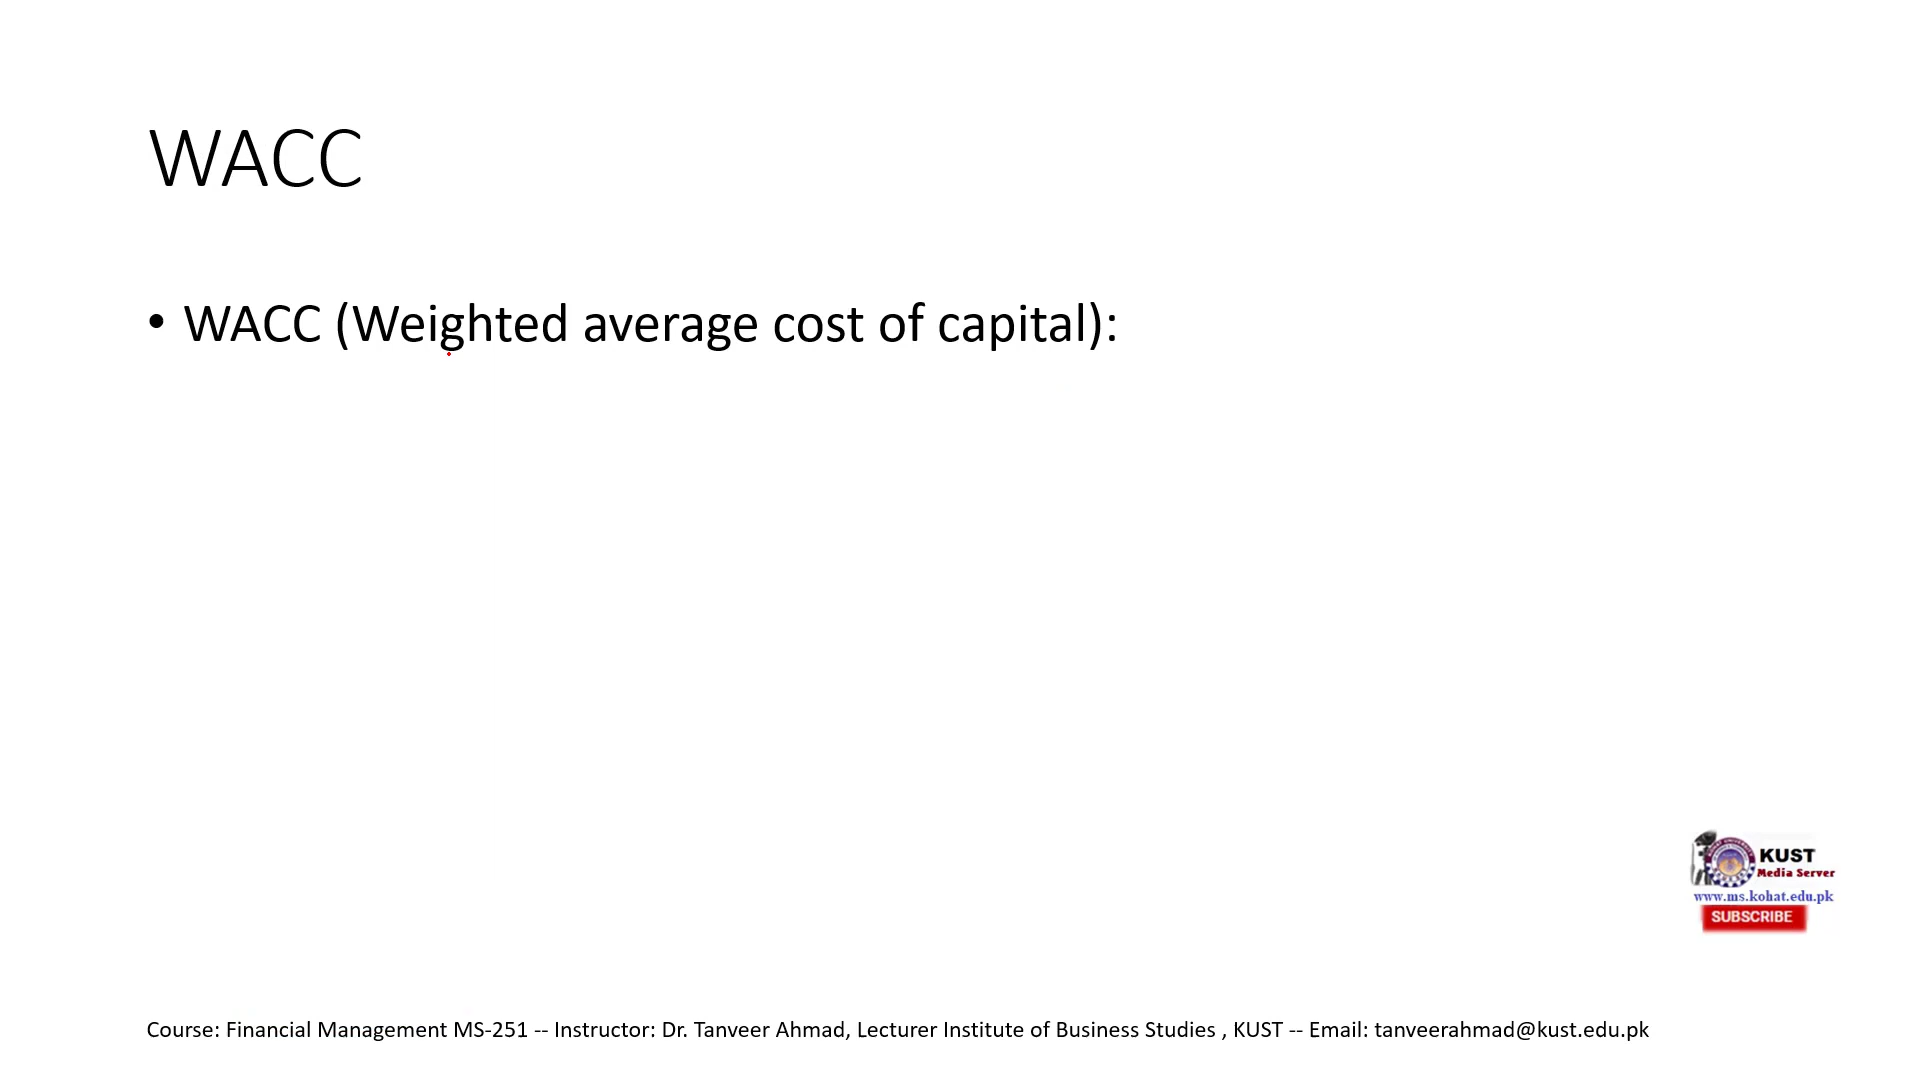 WACC
• WACC (Weighted average cost of capital):
KUST
Media Server
www.ms.kohat.edu.pk
SUBSCRIBE
Course: Financial Management MS-251 -- Instructor: Dr. Tanveer Ahmad, Lecturer Institute of Business Studies , KUST -- Email: tanveerahmad@kust.edu.pk